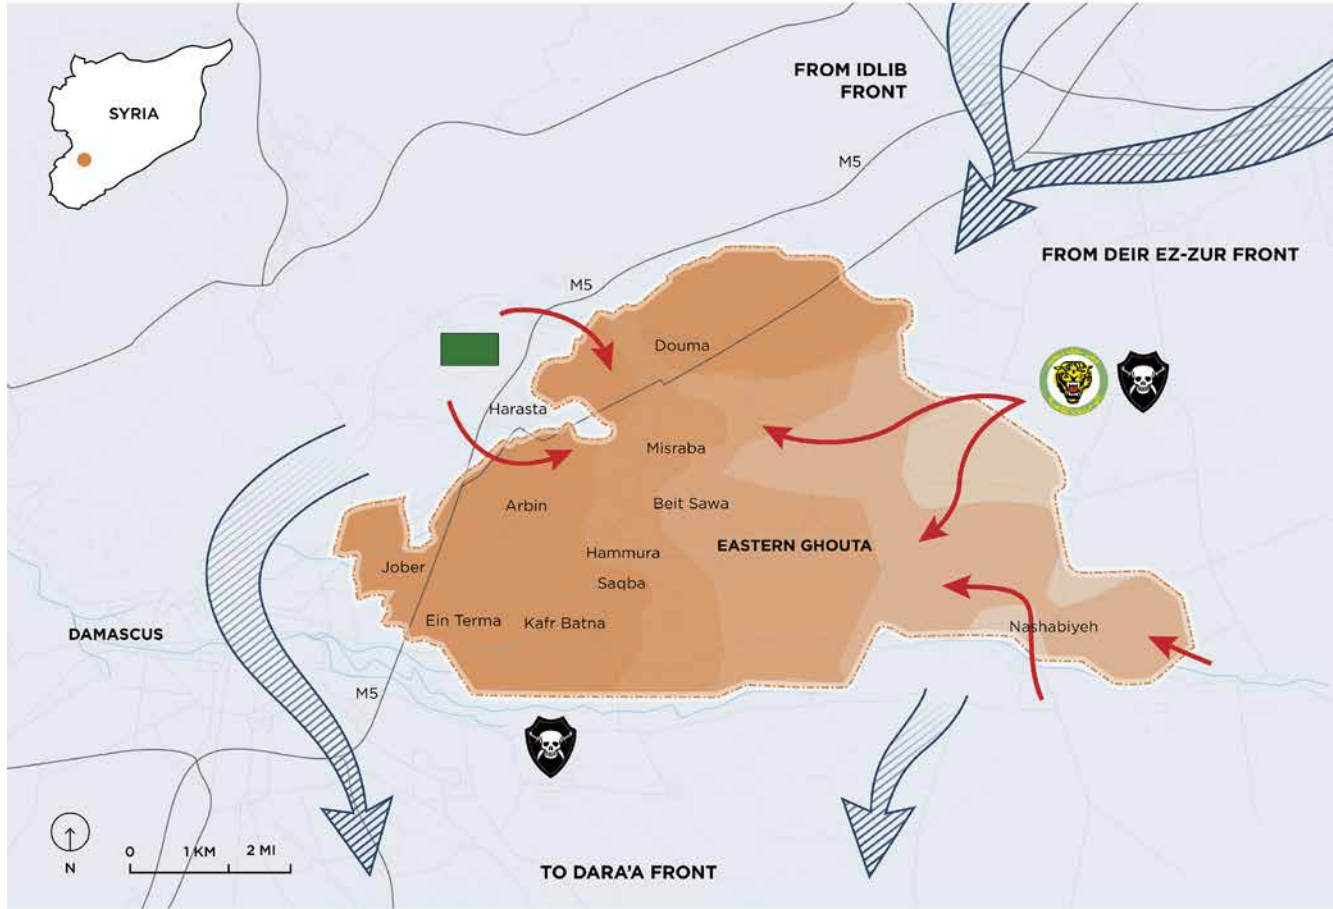 FROM IDLIB
FRONT
SYRIA
M5
FROM DEIR EZ-ZUR FRONT
M5
Douma
Harasta
Misraba
Arbin
Beit Sawa
EASTERN GHOUTA
Hammura
Jober
Saqba
Ein Terma
Kafr Batna
Nashabiyeh
DAMASCUS
M5
0 1 KM 2 MI
N
TO DARA'A FRONT